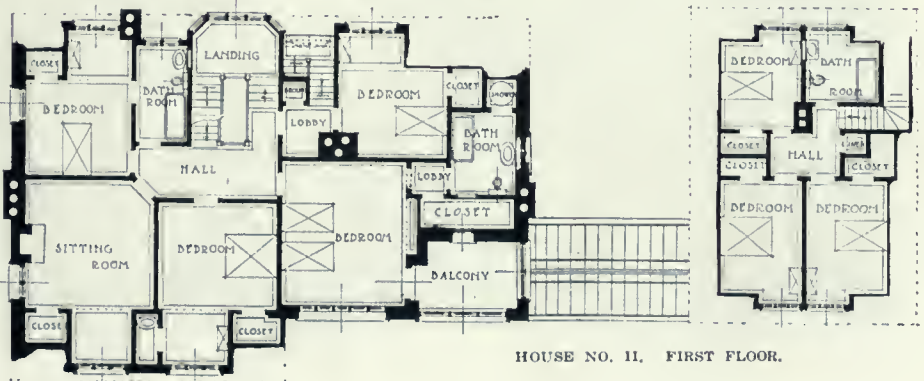 CLOSET
BEDROOM
BATH
ROOM
LANDING
HALL
LOBBY
BEDROOM
CLOSET
SHOWER
BATH
ROOM
LOBBY
SITTING
ROOM
BEDROOM
BEDROOM
CLOSET
BALCONY
CLOSET
CLOSET
BEDROOM
BATH
ROOM
CLOSET
CLOSET
HALL
LINEN
CLOSET
BEDROOM
BEDROOM
HOUSE NO. 11. FIRST FLOOR.